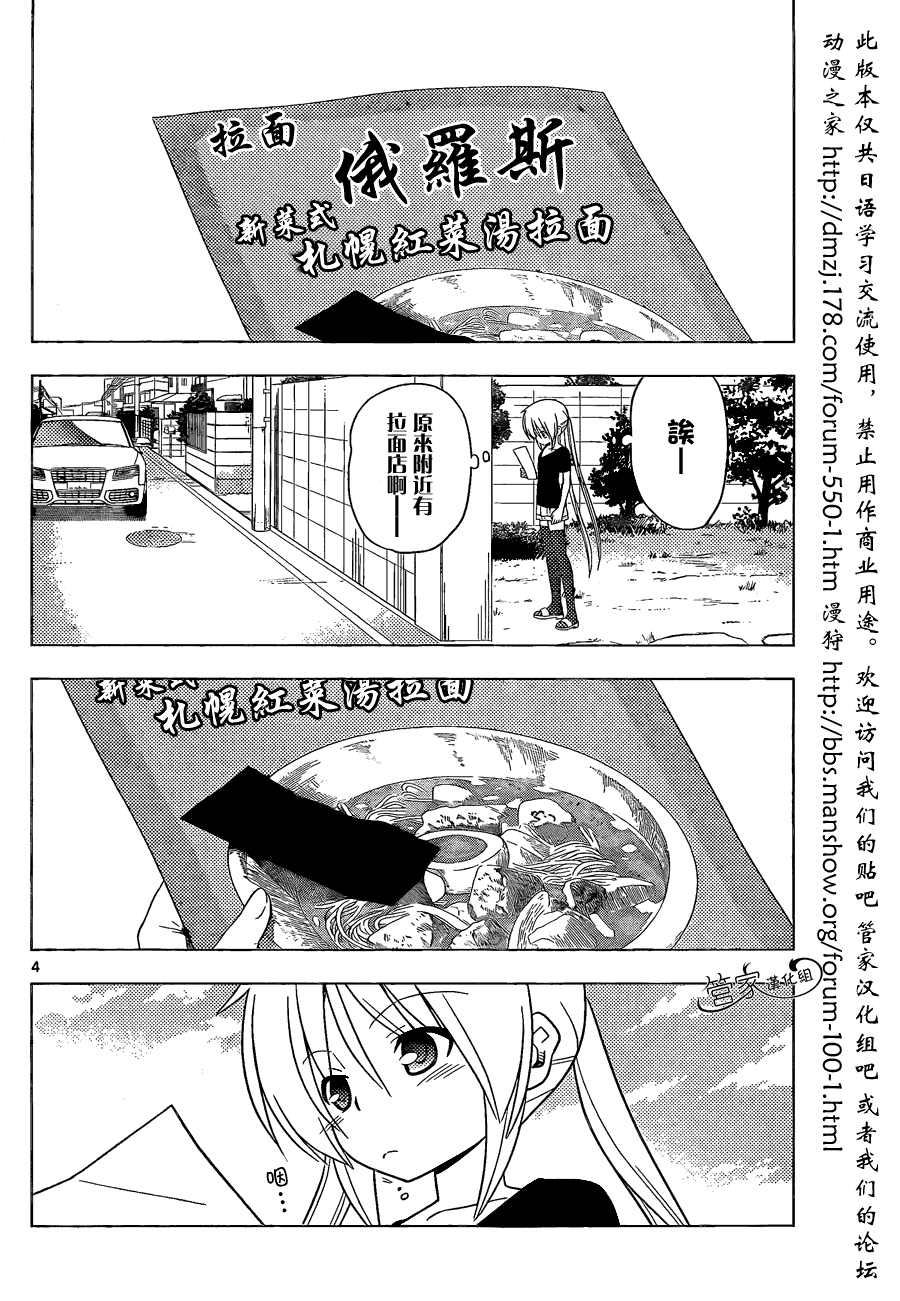 拉面
俄羅斯
新菜式
札幌紅菜湯拉面
誒—
原來附近有
拉面店啊——
新菜式
札幌紅菜湯拉面
4
管家
漢化组
咽…
此版本仅共日语学习交流使用，禁止用作商业用途。欢迎访问我们的贴吧 管家汉化组吧 或者我们的论坛
动漫之家 http://dmzj.178.com/forum-550-1.htm 漫狩 http://bbs.manshow.org/forum-100-1.html